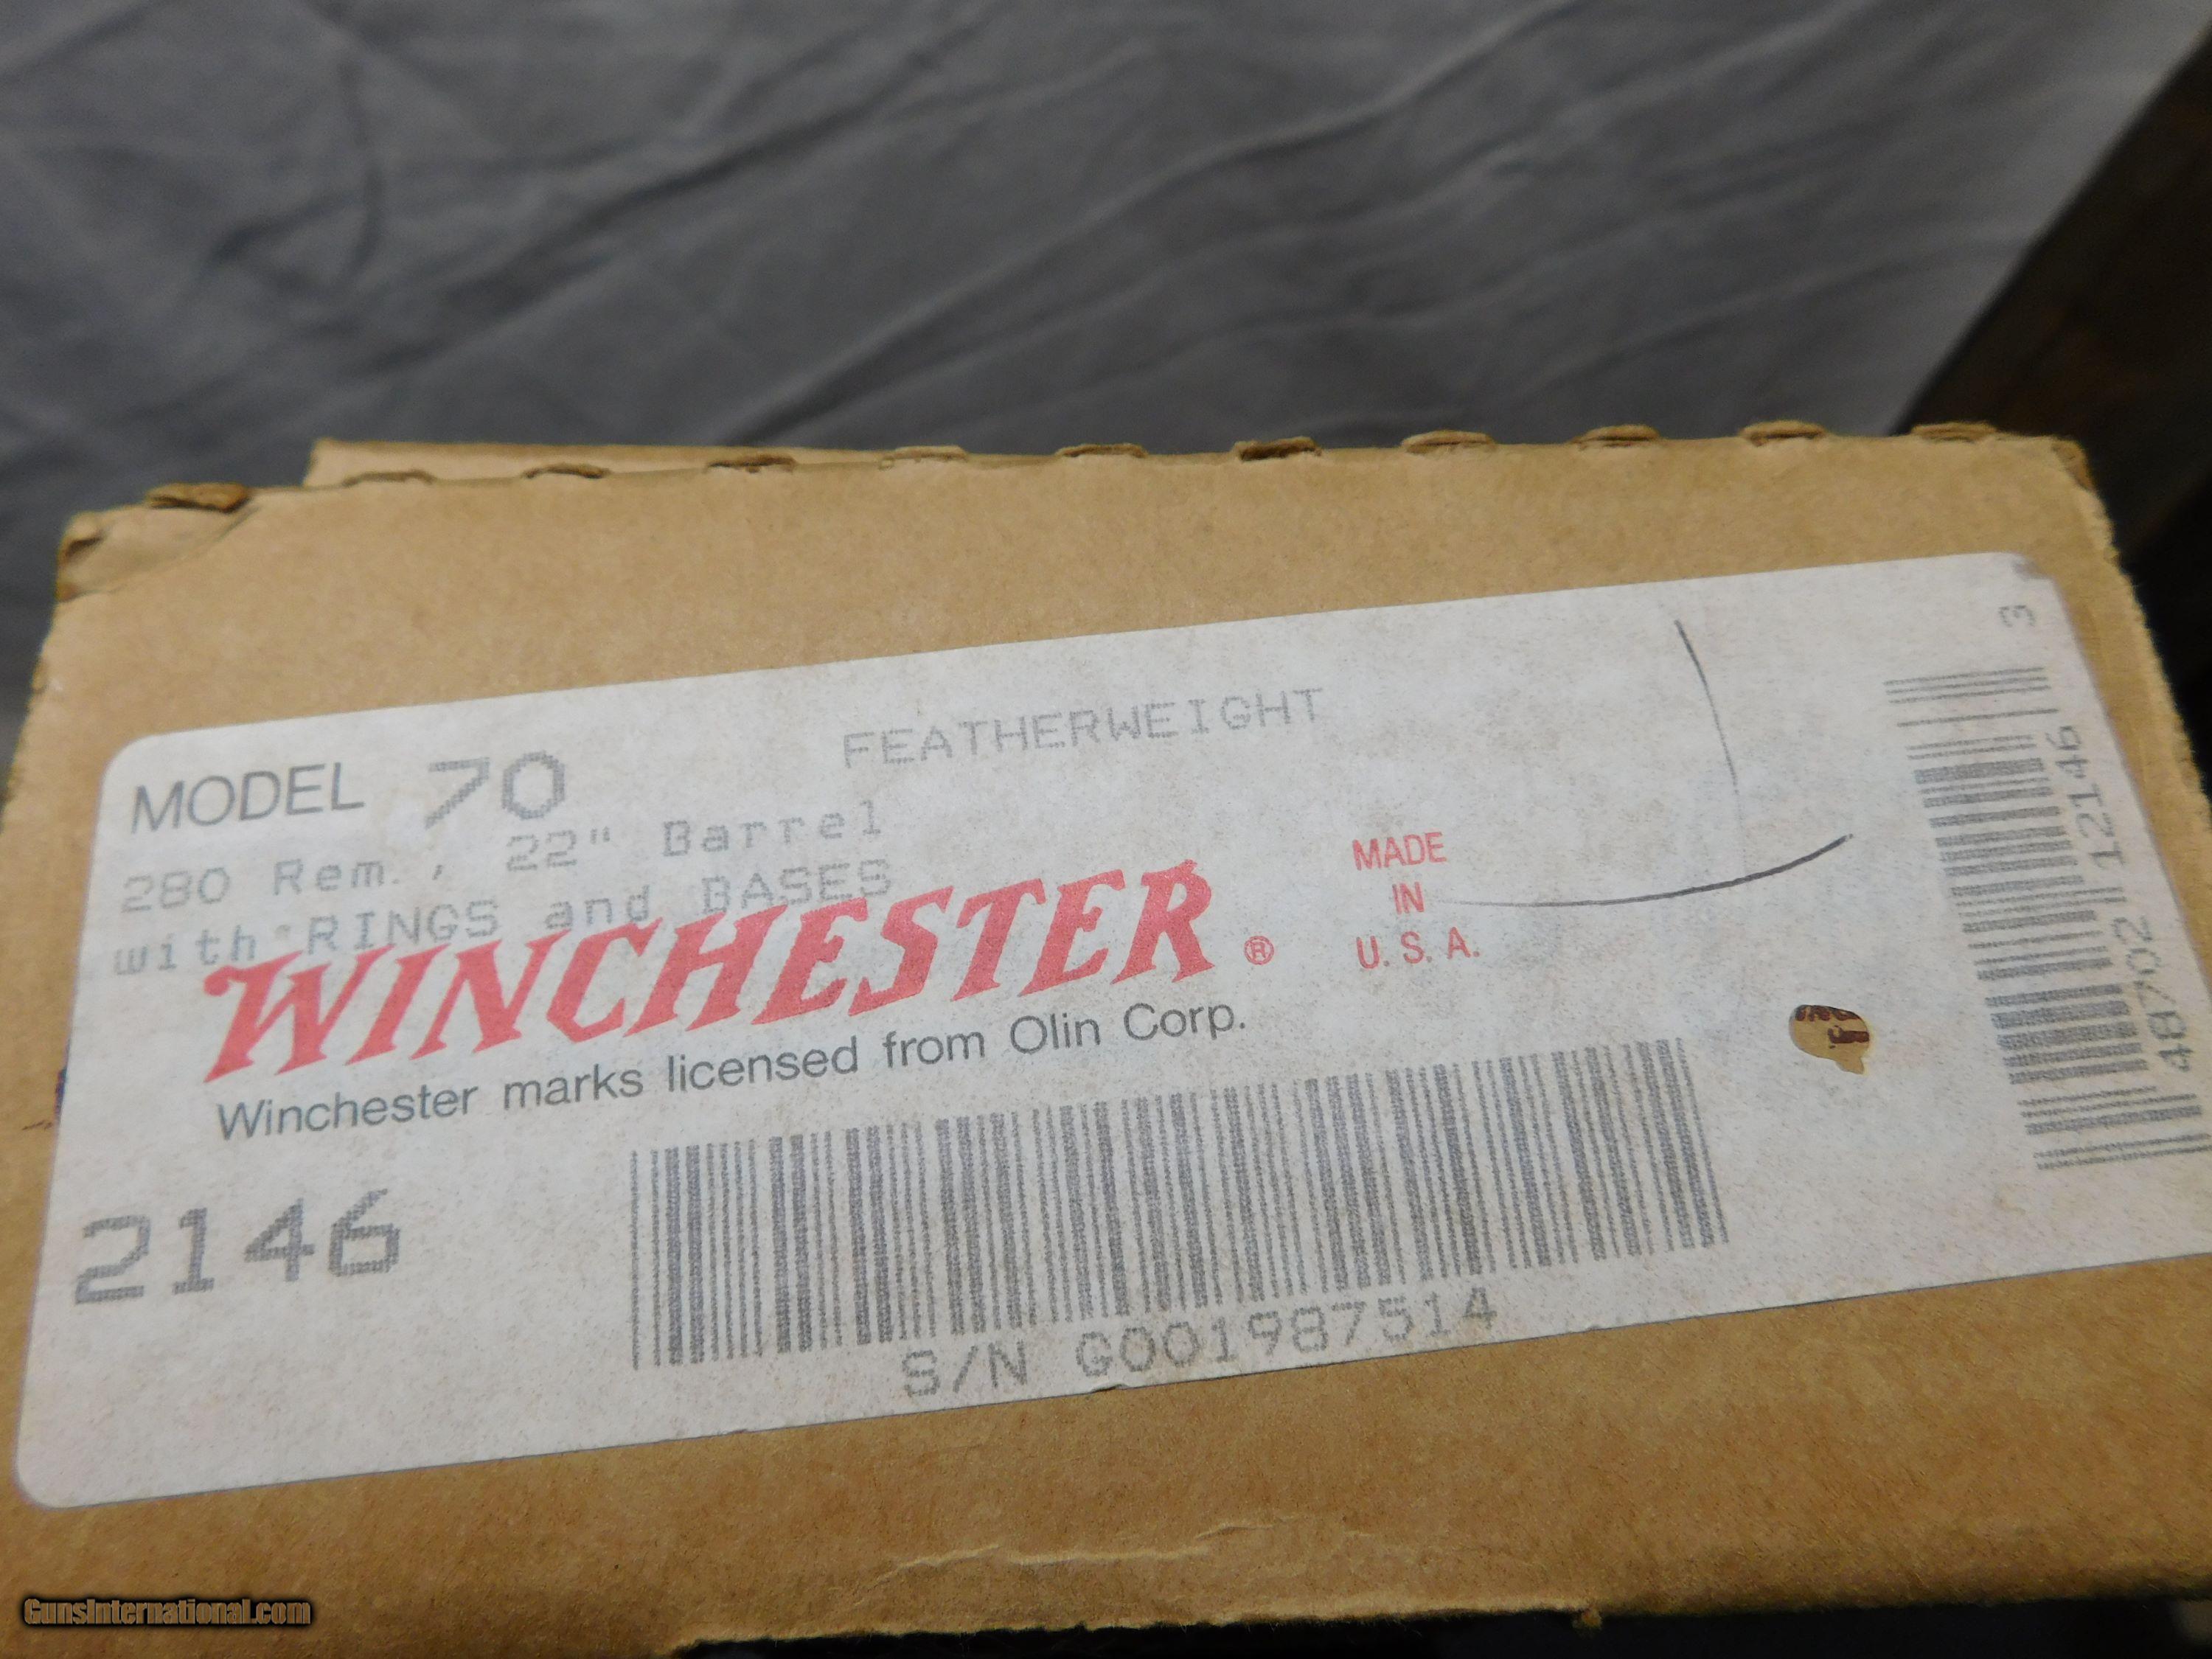 MODEL 70 FEATHERWEIGHT
280 Rem., 22" Barrel
with RINGS and BASES
WINCHESTER®
MADE
IN
U.S.A.
Winchester marks licensed from Olin Corp.
2146
S/N G001987514
48702 12146 3
GunsInternational.com